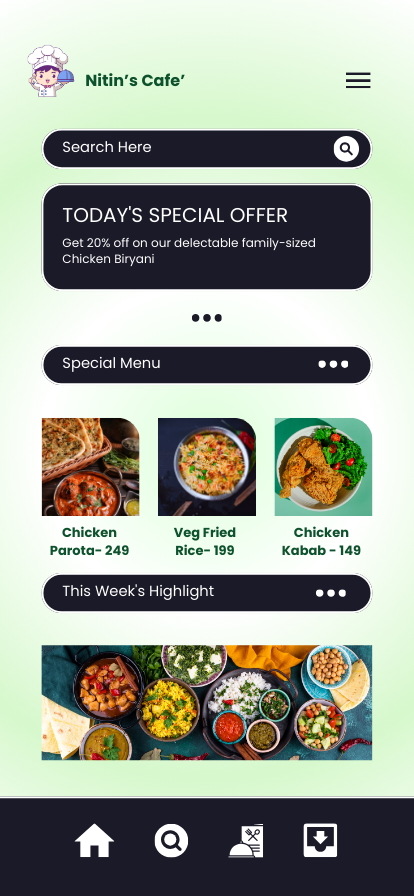 Nitin’s Cafe’
Search Here
TODAY'S SPECIAL OFFER
Get 20% off on our delectable family-sized
Chicken Biryani
Special Menu
Chicken
Parota- 249
Veg Fried
Rice- 199
Chicken
Kabab - 149
This Week's Highlight